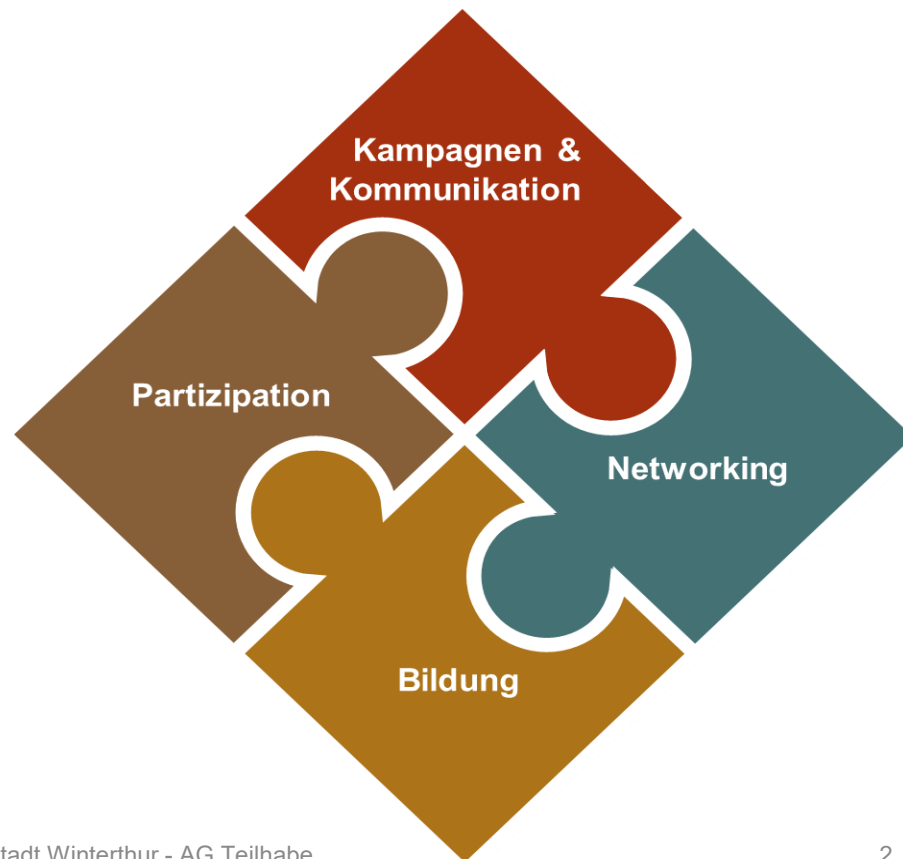 Kampagnen &
Kommunikation
Partizipation
Networking
Bildung
tadt Winterthur - AG Teilhabe
2